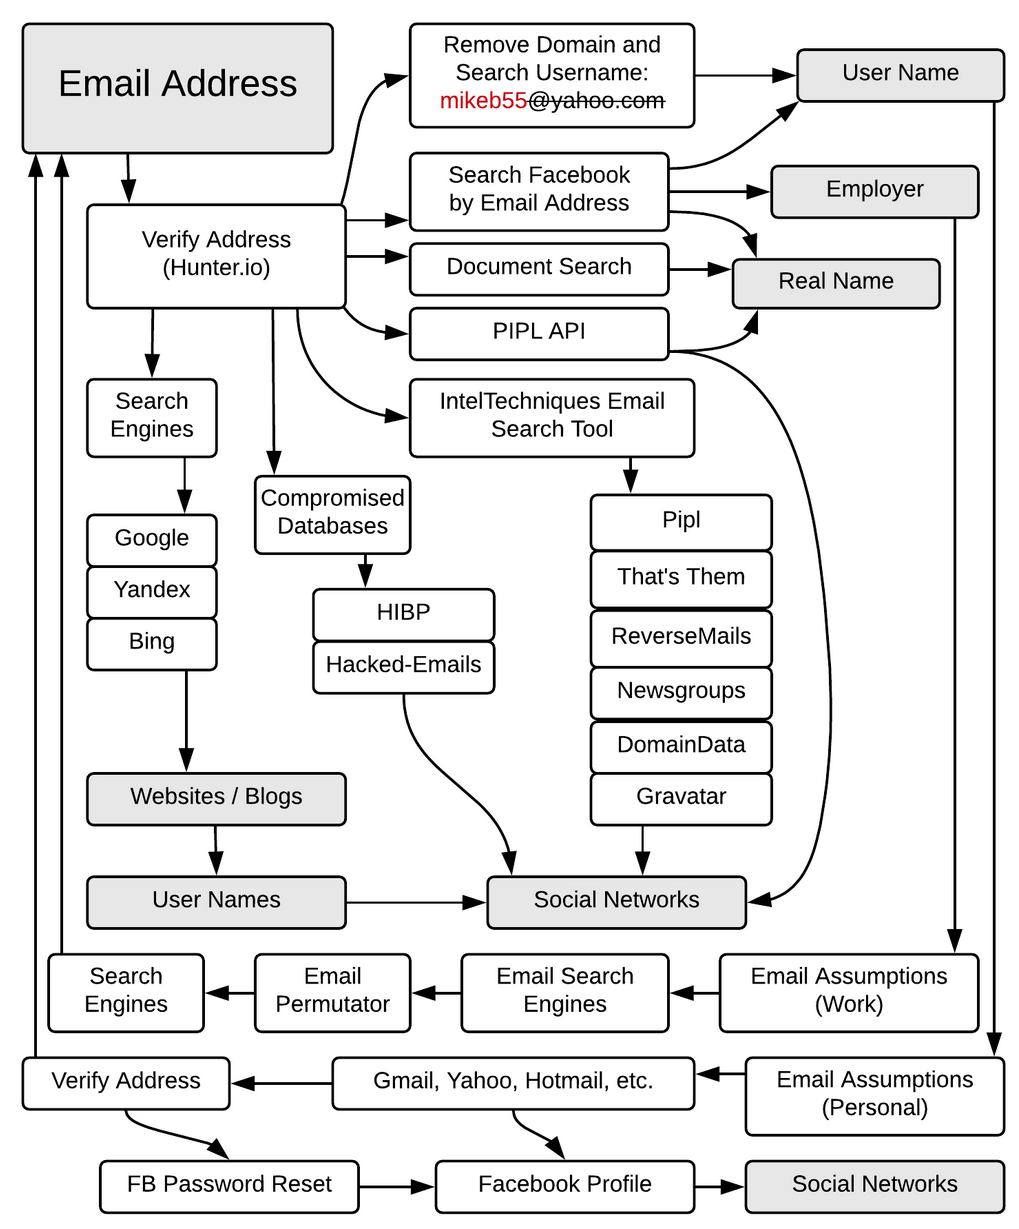 Email Address
Remove Domain and
Search Username:
mikeb55@yahoo.com
User Name
Search Facebook
by Email Address
Employer
Verify Address
(Hunter.io)
Document Search
Real Name
PIPL API
Search
Engines
IntelTechniques Email
Search Tool
Compromised
Databases
Google
Yandex
Bing
HIBP
Hacked-Emails
Pipl
That's Them
ReverseMails
Newsgroups
DomainData
Gravatar
Websites / Blogs
User Names
Social Networks
Search
Engines
Email
Permutator
Email Search
Engines
Email Assumptions
(Work)
Verify Address
Gmail, Yahoo, Hotmail, etc.
Email Assumptions
(Personal)
FB Password Reset
Facebook Profile
Social Networks